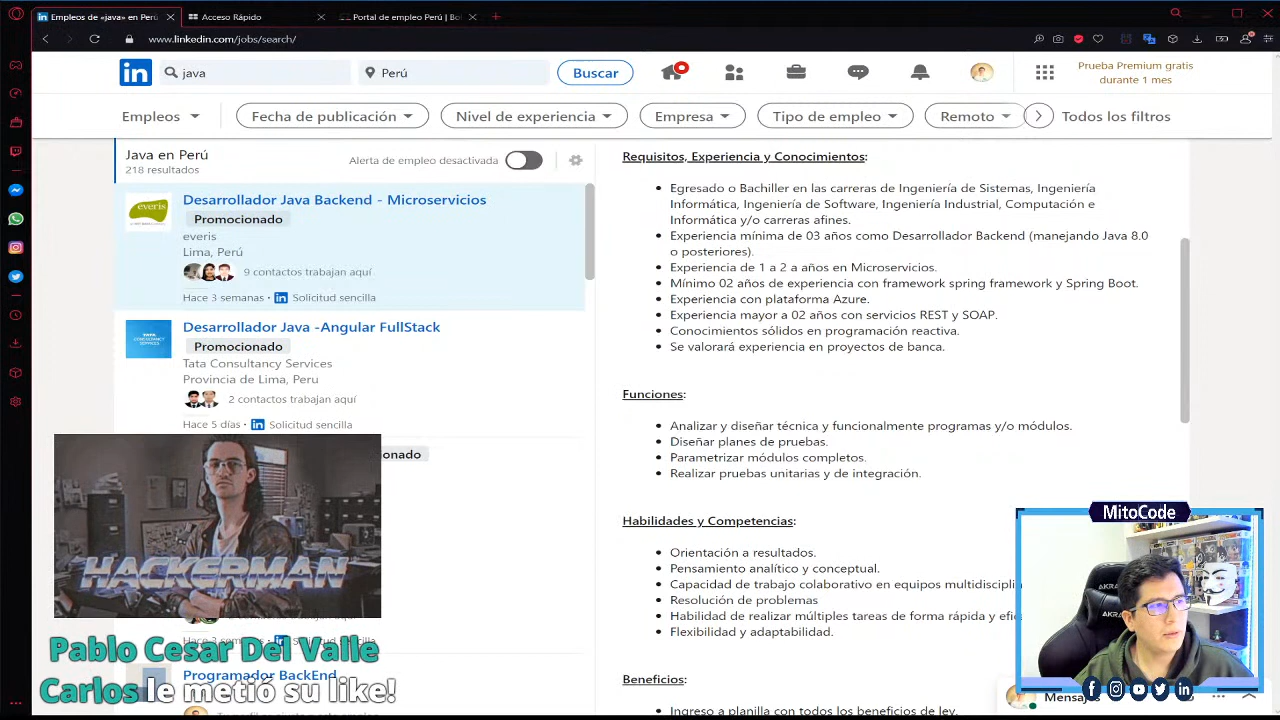 Empleos de «java» en Perú
Acceso Rápido
Portal de empleo Perú | Bol
www.linkedin.com/jobs/search/
in
java
Perú
Buscar
Prueba Premium gratis
durante 1 mes
Empleos
Fecha de publicación
Nivel de experiencia
Empresa
Tipo de empleo
Remoto
Todos los filtros
Java en Perú
218 resultados
Alerta de empleo desactivada
everis
Desarrollador Java Backend - Microservicios
Promocionado
everis
Lima, Perú
9 contactos trabajan aquí
Hace 3 semanas · in Solicitud sencilla
Desarrollador Java -Angular FullStack
Promocionado
Tata Consultancy Services
Provincia de Lima, Peru
2 contactos trabajan aquí
Hace 5 días · in Solicitud sencilla
ionado
HACKERMAN
Pablo Cesar Del Valle
Carlos le metió su like!
Programador BackEnd
Requisitos, Experiencia y Conocimientos:
• Egresado o Bachiller en las carreras de Ingeniería de Sistemas, Ingeniería
Informática, Ingeniería de Software, Ingeniería Industrial, Computación e
Informática y/o carreras afines.
• Experiencia mínima de 03 años como Desarrollador Backend (manejando Java 8.0
o posteriores).
• Experiencia de 1 a 2 a años en Microservicios.
• Mínimo 02 años de experiencia con framework spring framework y Spring Boot.
• Experiencia con plataforma Azure.
• Experiencia mayor a 02 años con servicios REST y SOAP.
• Conocimientos sólidos en programación reactiva.
• Se valorará experiencia en proyectos de banca.
Funciones:
• Analizar y diseñar técnica y funcionalmente programas y/o módulos.
• Diseñar planes de pruebas.
• Parametrizar módulos completos.
• Realizar pruebas unitarias y de integración.
Habilidades y Competencias:
• Orientación a resultados.
• Pensamiento analítico y conceptual.
• Capacidad de trabajo colaborativo en equipos multidisciplin
• Resolución de problemas
• Habilidad de realizar múltiples tareas de forma rápida y efic
• Flexibilidad y adaptabilidad.
Beneficios:
• Ingreso a planilla con todos los beneficios de ley.
MitoCode
AKRA
Mensajes